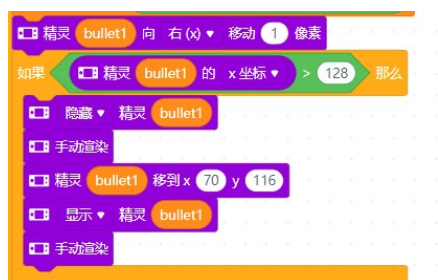 精灵 bullet1 向 右 (x) 移动 1 像素
如果 精灵 bullet1 的 x 坐标 > 128 那么
隐藏 精灵 bullet1
手动渲染
精灵 bullet1 移到 x 70 y 116
显示 精灵 bullet1
手动渲染